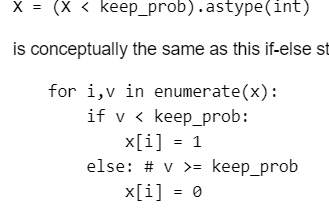 X = (X < keep_prob).astype(int)
is conceptually the same as this if-else st
for i,v in enumerate(x):
if v < keep_prob:
x[i] = 1
else: # v >= keep_prob
x[i] = 0